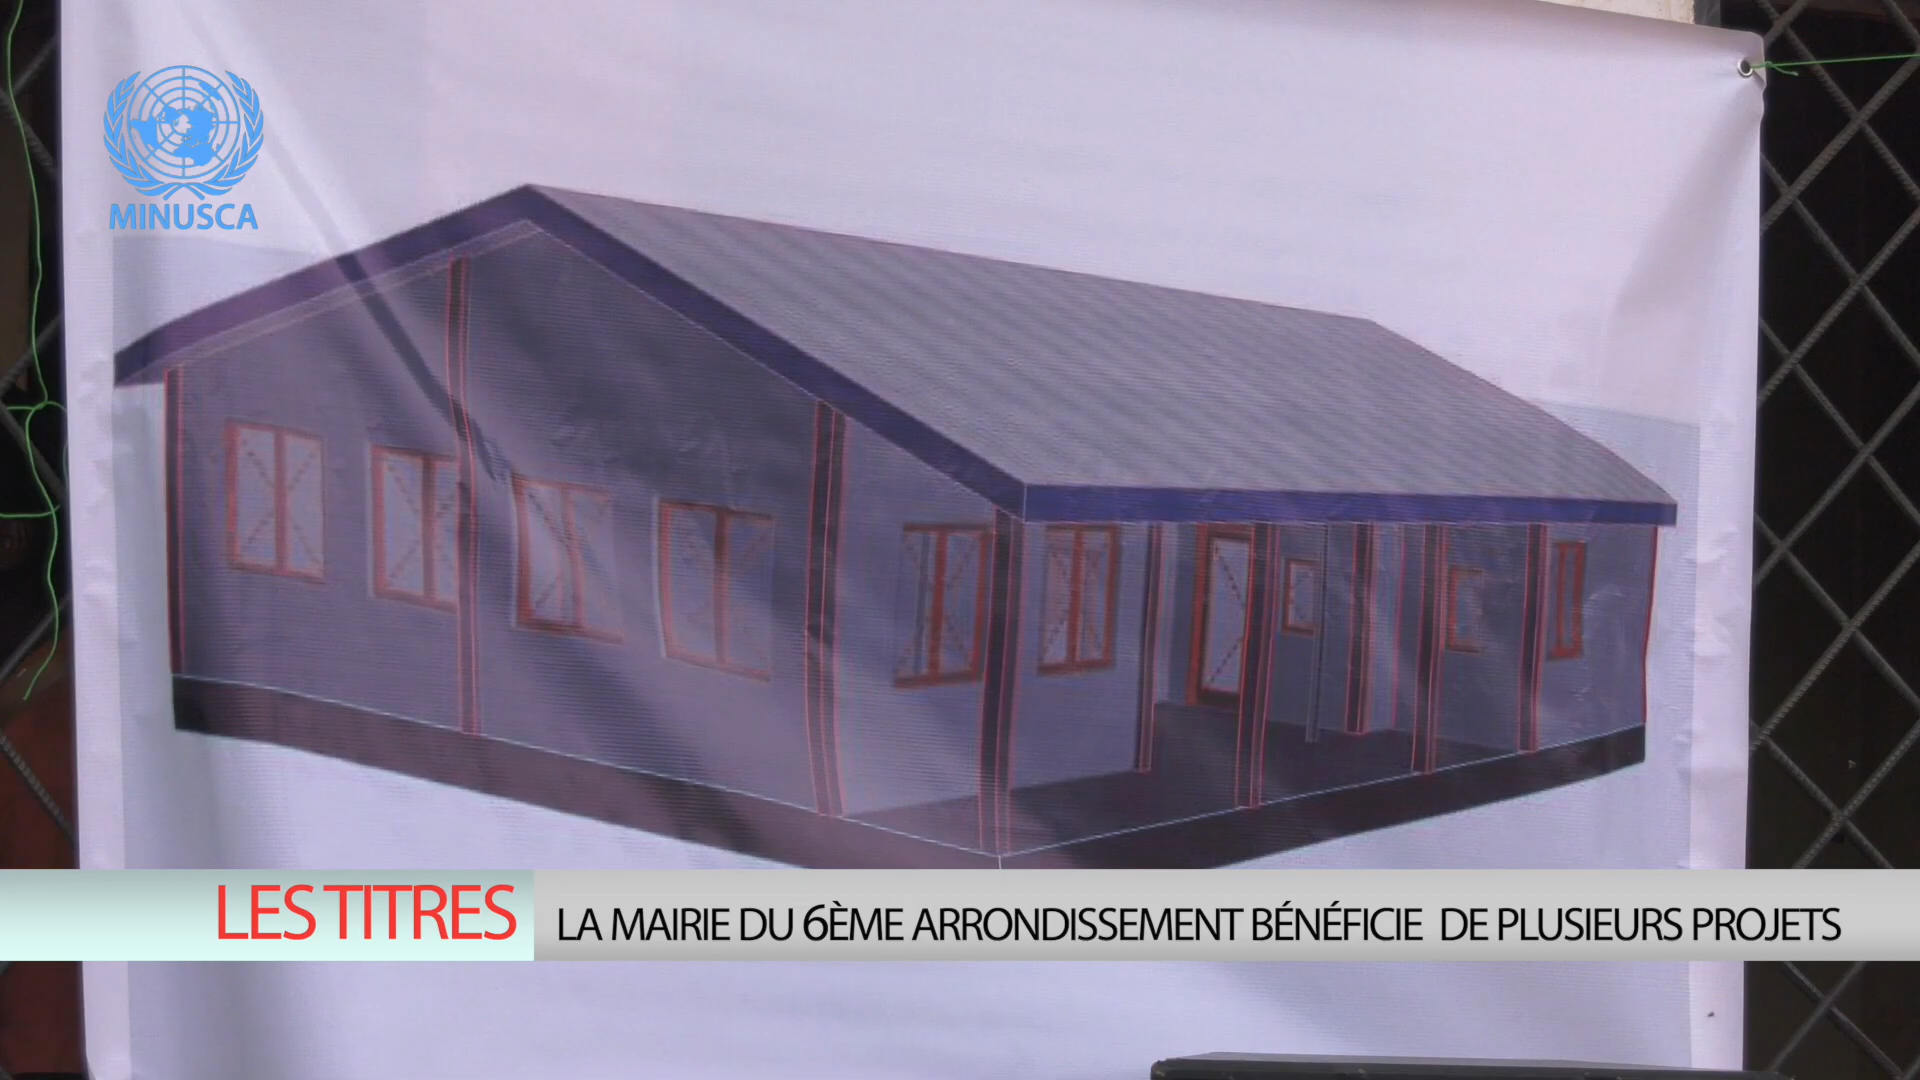 MINUSCA
LES TITRES
LA MAIRIE DU 6ÈME ARRONDISSEMENT BÉNÉFICIE DE PLUSIEURS PROJETS